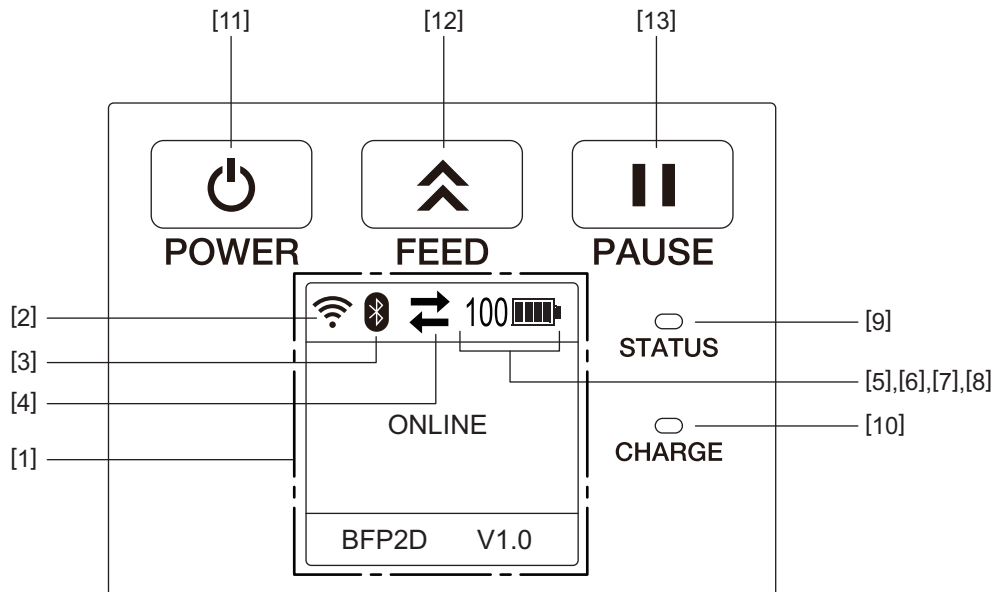 [11] [12] [13]
POWER FEED PAUSE
[2] 100 [9]
STATUS
[3]
[5],[6],[7],[8]
[4]
ONLINE [10]
CHARGE
[1]
BFP2D V1.0